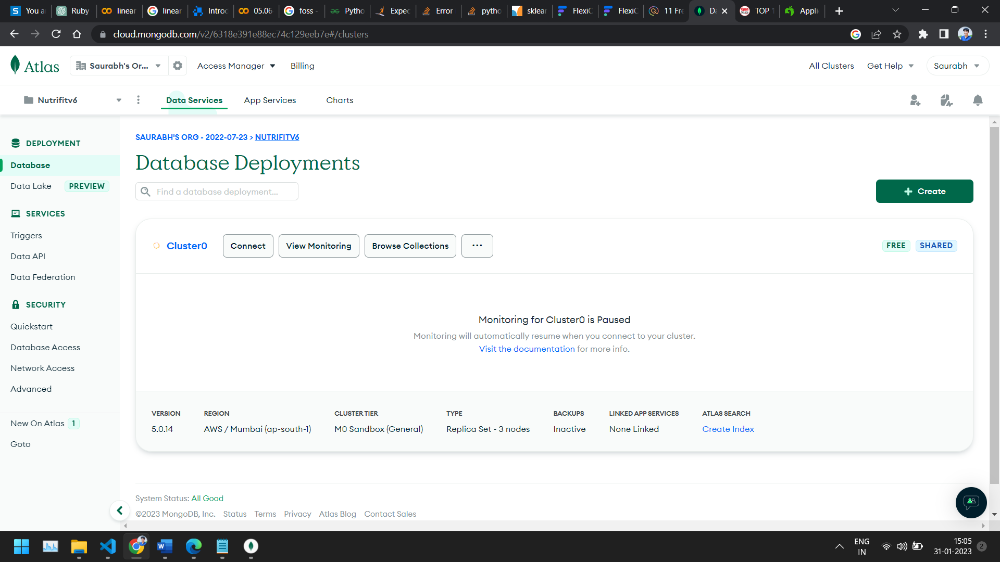 You a
Ruby
linear
linear
Introd
05.06
foss -
Pytho
Expec
Error
pytho
sklear
FlexiC
FlexiC
11 Fre
Da
TOP 1
Appli
cloud.mongodb.com/v2/6318e391e88ec74c129eeb7e#/clusters
Atlas
Saurabh's Or...
Access Manager
Billing
All Clusters
Get Help
Saurabh
Nutrifitv6
Data Services
App Services
Charts
DEPLOYMENT
Database
Data Lake PREVIEW
SERVICES
Triggers
Data API
Data Federation
SECURITY
Quickstart
Database Access
Network Access
Advanced
New On Atlas 1
Goto
SAURABH'S ORG - 2022-07-23 > NUTRIFITV6
Database Deployments
Find a database deployment...
+ Create
Cluster0
Connect
View Monitoring
Browse Collections
...
FREE
SHARED
Monitoring for Cluster0 is Paused
Monitoring will automatically resume when you connect to your cluster.
Visit the documentation for more info.
VERSION
5.0.14
REGION
AWS / Mumbai (ap-south-1)
CLUSTER TIER
M0 Sandbox (General)
TYPE
Replica Set - 3 nodes
BACKUPS
Inactive
LINKED APP SERVICES
None Linked
ATLAS SEARCH
Create Index
System Status: All Good
©2023 MongoDB, Inc. Status Terms Privacy Atlas Blog Contact Sales
ENG
IN
15:05
31-01-2023
2